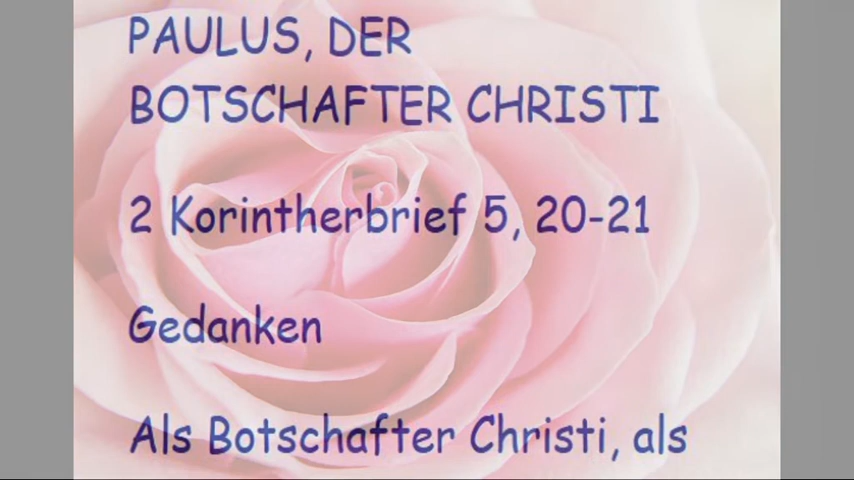 PAULUS, DER
BOTSCHAFTER CHRISTI
2 Korintherbrief 5, 20-21
Gedanken
Als Botschafter Christi, als